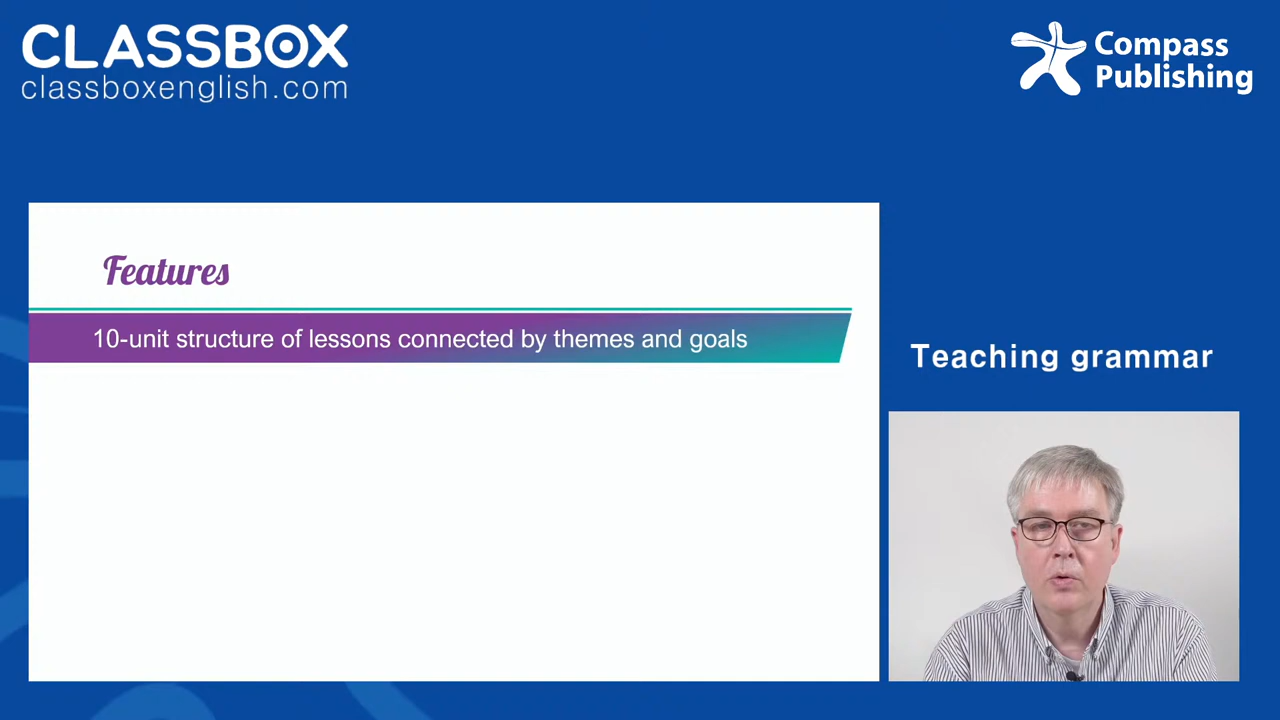 CLASSBOX
classboxenglish.com
Compass
Publishing
Features
10-unit structure of lessons connected by themes and goals
Teaching grammar